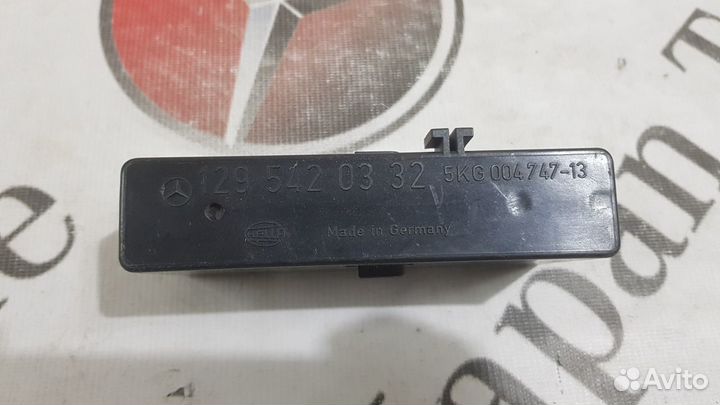 129 542 03 32 5KG 004 747-13
HELLA Made in Germany
Avito